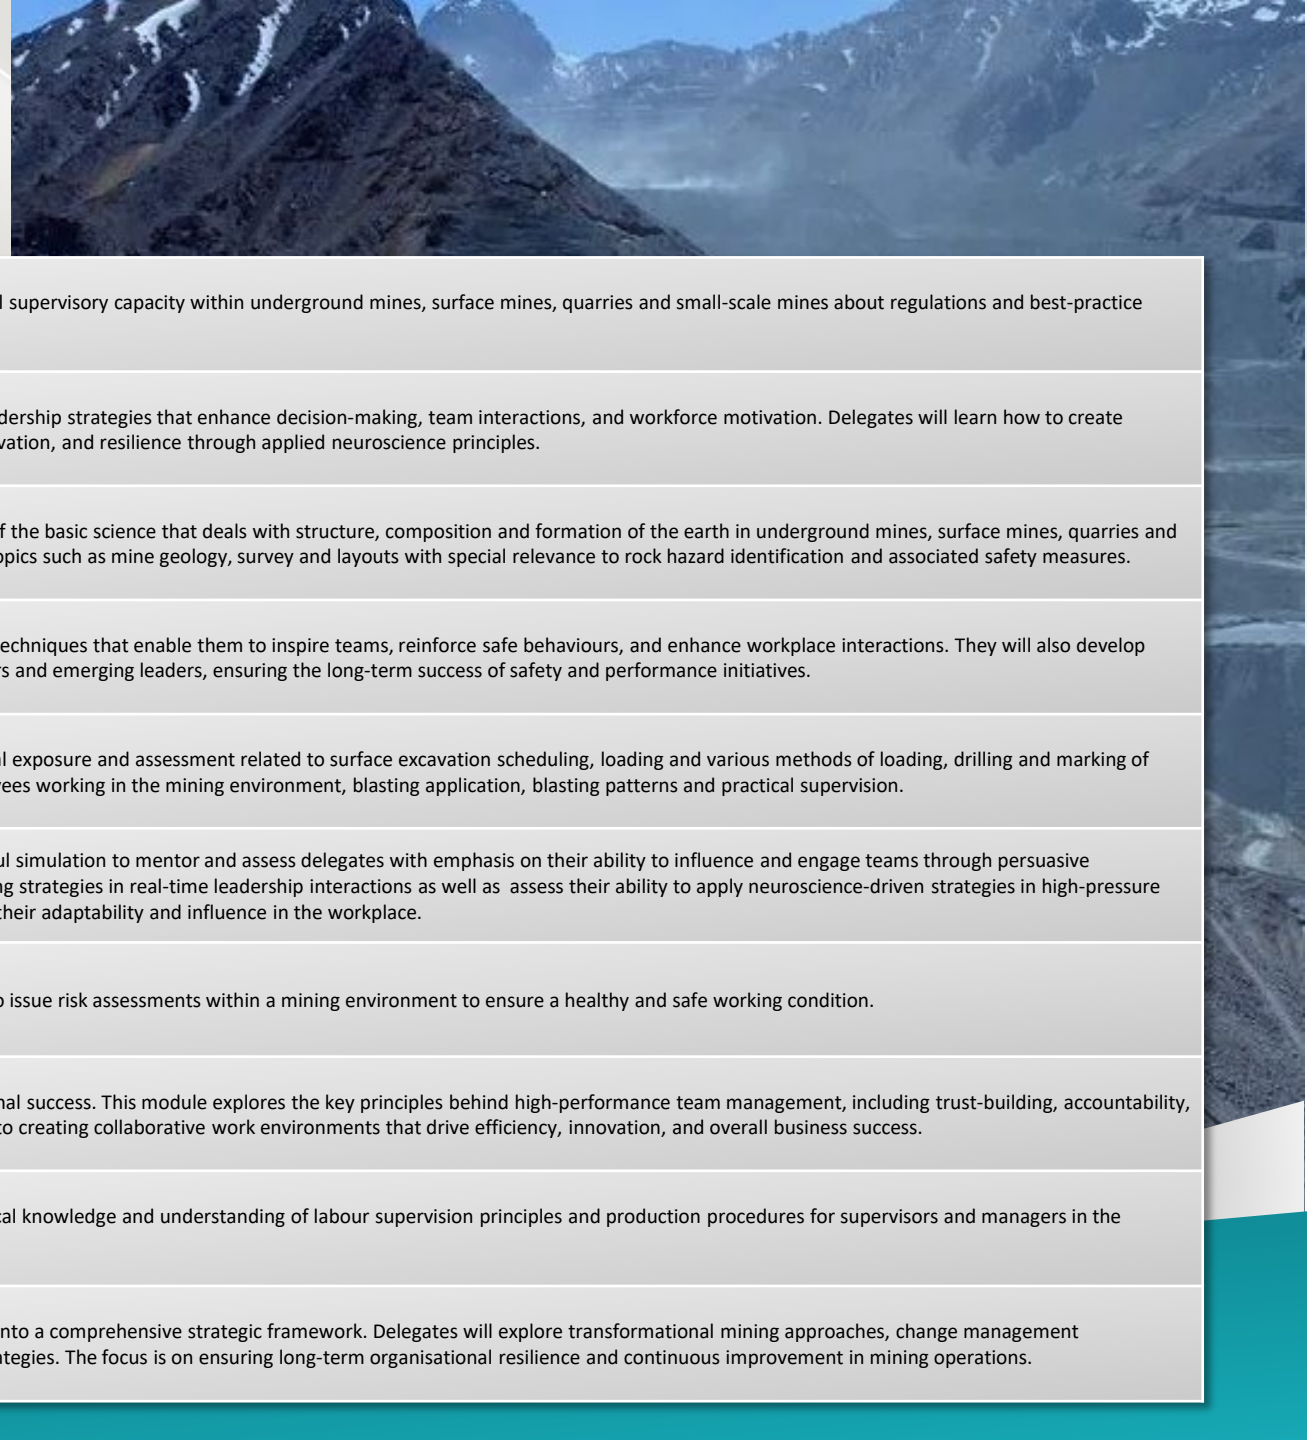 supervisory capacity within underground mines, surface mines, quarries and small-scale mines about regulations and best-practice
dership strategies that enhance decision-making, team interactions, and workforce motivation. Delegates will learn how to create
vation, and resilience through applied neuroscience principles.
f the basic science that deals with structure, composition and formation of the earth in underground mines, surface mines, quarries and
opics such as mine geology, survey and layouts with special relevance to rock hazard identification and associated safety measures.
echniques that enable them to inspire teams, reinforce safe behaviours, and enhance workplace interactions. They will also develop
rs and emerging leaders, ensuring the long-term success of safety and performance initiatives.
al exposure and assessment related to surface excavation scheduling, loading and various methods of loading, drilling and marking of
yees working in the mining environment, blasting application, blasting patterns and practical supervision.
ul simulation to mentor and assess delegates with emphasis on their ability to influence and engage teams through persuasive
ng strategies in real-time leadership interactions as well as assess their ability to apply neuroscience-driven strategies in high-pressure
their adaptability and influence in the workplace.
o issue risk assessments within a mining environment to ensure a healthy and safe working condition.
nal success. This module explores the key principles behind high-performance team management, including trust-building, accountability,
to creating collaborative work environments that drive efficiency, innovation, and overall business success.
cal knowledge and understanding of labour supervision principles and production procedures for supervisors and managers in the
nto a comprehensive strategic framework. Delegates will explore transformational mining approaches, change management
ategies. The focus is on ensuring long-term organisational resilience and continuous improvement in mining operations.